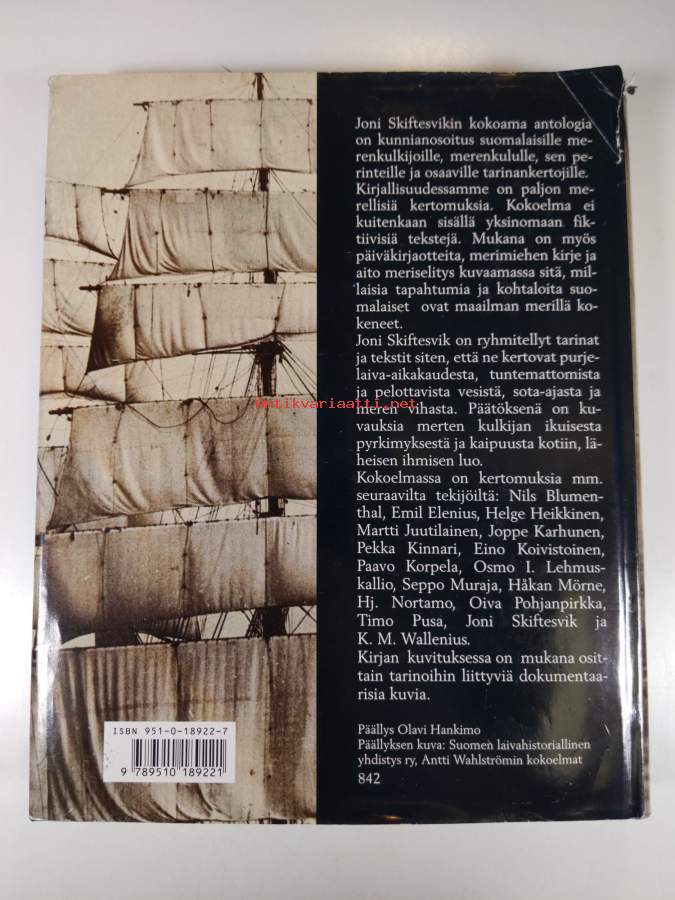 Joni Skiftesvikin kokoama antologia
on kunnianosoitus suomalaisille me-
renkulkijoille, merenkululle, sen pe-
rinteille ja osaaville tarinankertojille.
Kirjallisuudessamme on paljon me-
rellisiä kertomuksia. Kokoelma ei
kuitenkaan sisällä yksinomaan fik-
tiivisiä tekstejä. Mukana on myös
päiväkirjaotteita, merimiehen kirje ja
aito meriselitys kuvaamassa sitä, mil-
laisia tapahtumia ja kohtaloita suo-
malaiset ovat maailman merillä ko-
keneet.
Joni Skiftesvik on ryhmitellyt tarinat
ja tekstit siten, että ne kertovat purje-
laiva-aikakaudesta, tuntemattomista
ja pelottavista vesistä, sota-ajasta ja
meren vihasta. Päätöksenä on ku-
vauksia merten kulkijan ikuisesta
pyrkimyksestä ja kaipuusta kotiin, lä-
heisen ihmisen luo.
Kokoelmassa on kertomuksia mm.
seuraavilta tekijöiltä: Nils Blumen-
thal, Emil Elenius, Helge Heikkinen,
Martti Juutilainen, Joppe Karhunen,
Pekka Kinnari, Eino Koivistoinen,
Paavo Korpela, Osmo I. Lehmus-
kallio, Seppo Muraja, Håkan Mörne,
Hj. Nortamo, Oiva Pohjanpirkka,
Timo Pusa, Joni Skiftesvik ja
K. M. Wallenius.
Kirjan kuvituksessa on mukana osit-
tain tarinoihin liittyviä dokumentaa-
risia kuvia.
Päällys Olavi Hankimo
Päällyksen kuva: Suomen laivahistoriallinen
yhdistys ry, Antti Wahlströmin kokoelmat
842
ISBN 951-0-18922-7
9 789510 189221
antikvariaatti.net